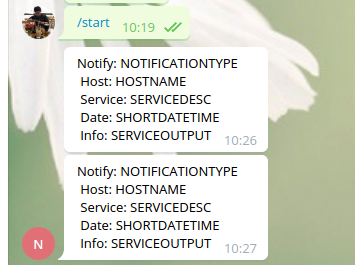 /start
10:19
Notify: NOTIFICATIONTYPE
Host: HOSTNAME
Service: SERVICEDESC
Date: SHORTDATETIME
Info: SERVICEOUTPUT
10:26
Notify: NOTIFICATIONTYPE
Host: HOSTNAME
Service: SERVICEDESC
Date: SHORTDATETIME
Info: SERVICEOUTPUT
10:27
N